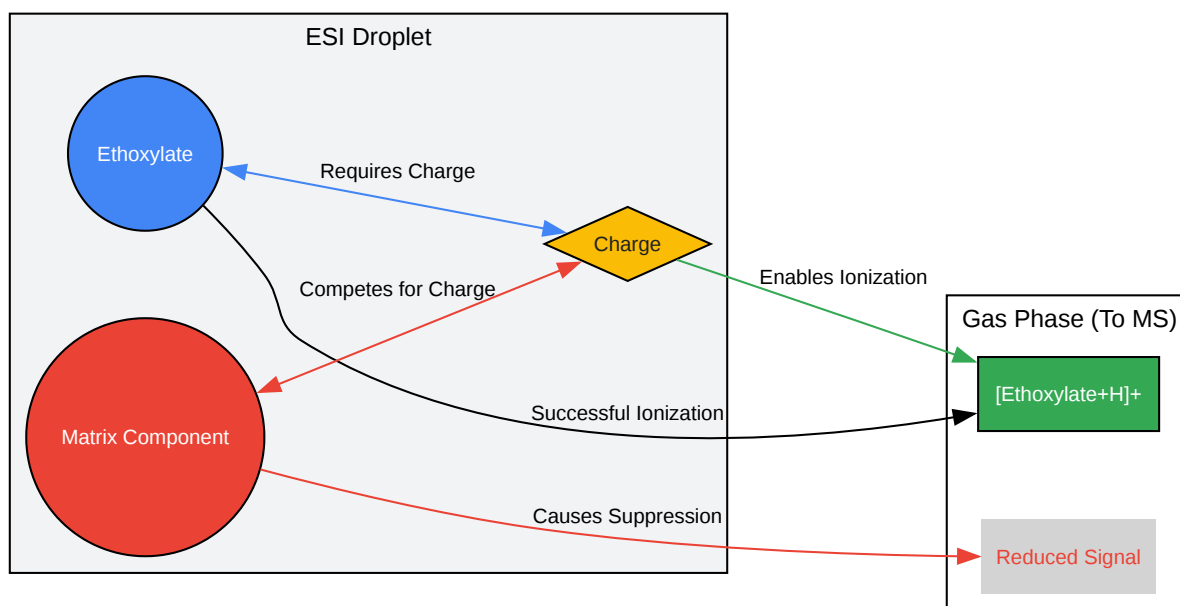 ESI Droplet
Ethoxylate
Requires Charge
Charge
Enables Ionization
Competes for Charge
Gas Phase (To MS)
[Ethoxylate+H]+
Successful Ionization
Matrix Component
Causes Suppression
Reduced Signal